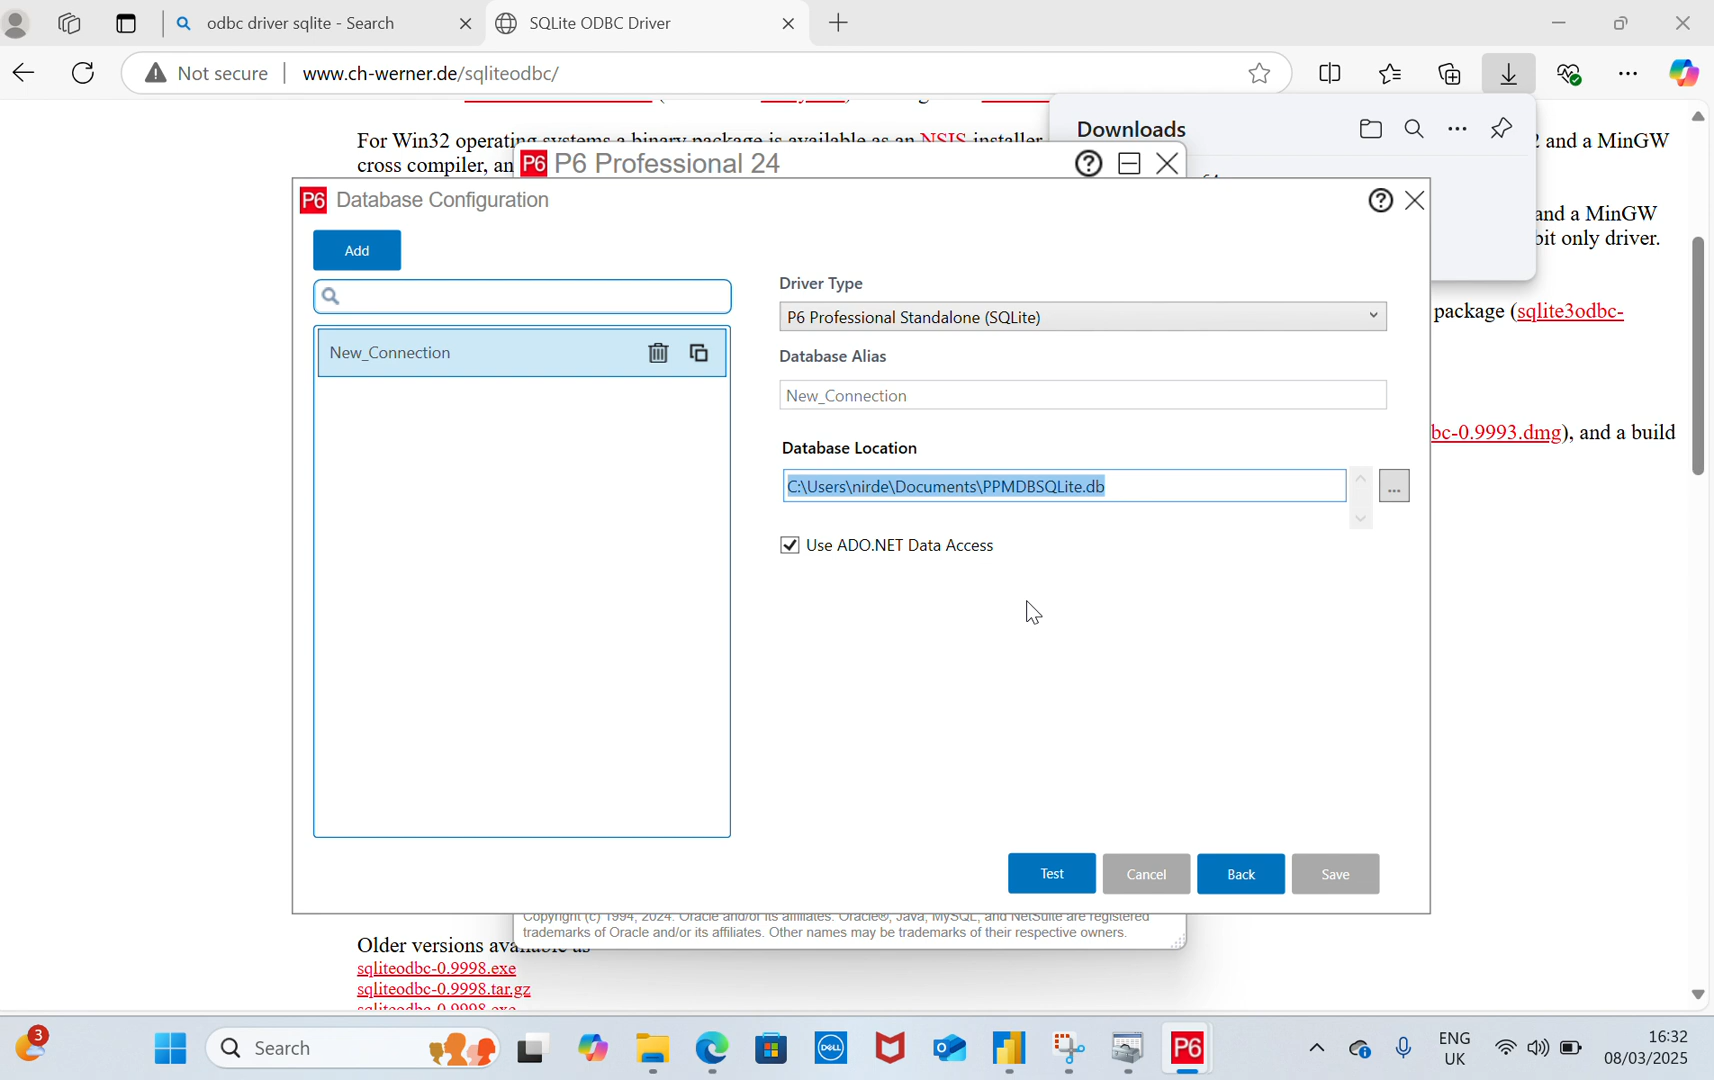 odbc driver sqlite - Search
SQLite ODBC Driver
Not secure
www.ch-werner.de/sqliteodbc/
For Win32 operating systems a binary package is available as an NSIS installer
and a MinGW
cross compiler, an
Downloads
P6 P6 Professional 24
P6 Database Configuration
and a MinGW
bit only driver.
Add
Driver Type
P6 Professional Standalone (SQLite)
package (sqlite3odbc-
New_Connection
Database Alias
New_Connection
bc-0.9993.dmg), and a build
Database Location
C:\Users\nirde\Documents\PPMDBSQLite.db
...
Use ADO.NET Data Access
Test
Cancel
Back
Save
Copyright (c) 1994, 2024. Oracle and/or its affiliates. Oracle®, Java, MySQL, and NetSuite are registered
trademarks of Oracle and/or its affiliates. Other names may be trademarks of their respective owners.
Older versions available as
sqliteodbc-0.9998.exe
sqliteodbc-0.9998.tar.gz
3
Search
DELL
P6
ENG
UK
16:32
08/03/2025